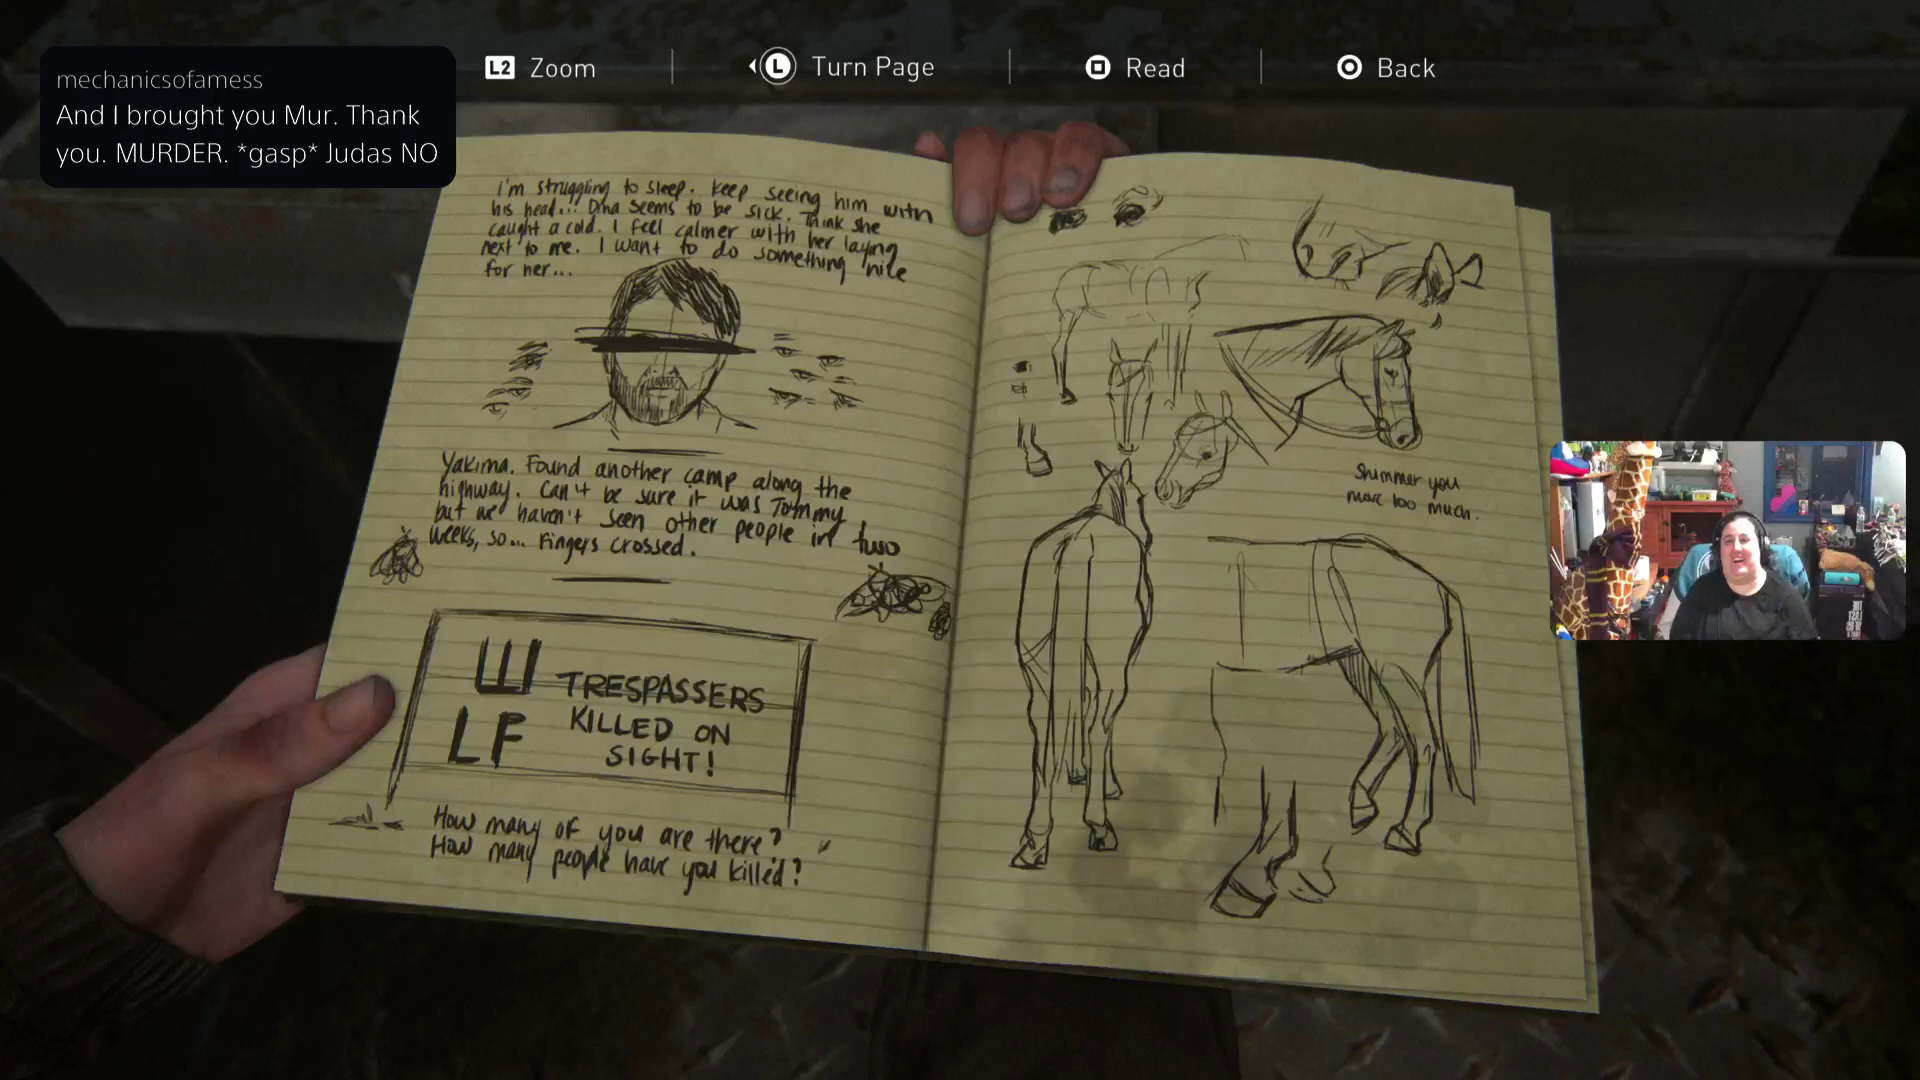 mechanicsofamess
And I brought you Mur. Thank
you. MURDER. *gasp* Judas NO
L2 Zoom
L Turn Page
Read
Back
I'm struggling to sleep. Keep seeing him with
his head... Dina seems to be sick. Think she
caught a cold. I feel calmer with her laying
next to me. I want to do something nice
for her...
Yakima. Found another camp along the
highway. Can't be sure it was Tommy
but we haven't seen other people in two
weeks, so... Fingers crossed.
W
LF
TRESPASSERS
KILLED ON
SIGHT!
How many of you are there?
How many people have you killed?
Shimmer you
move too much.